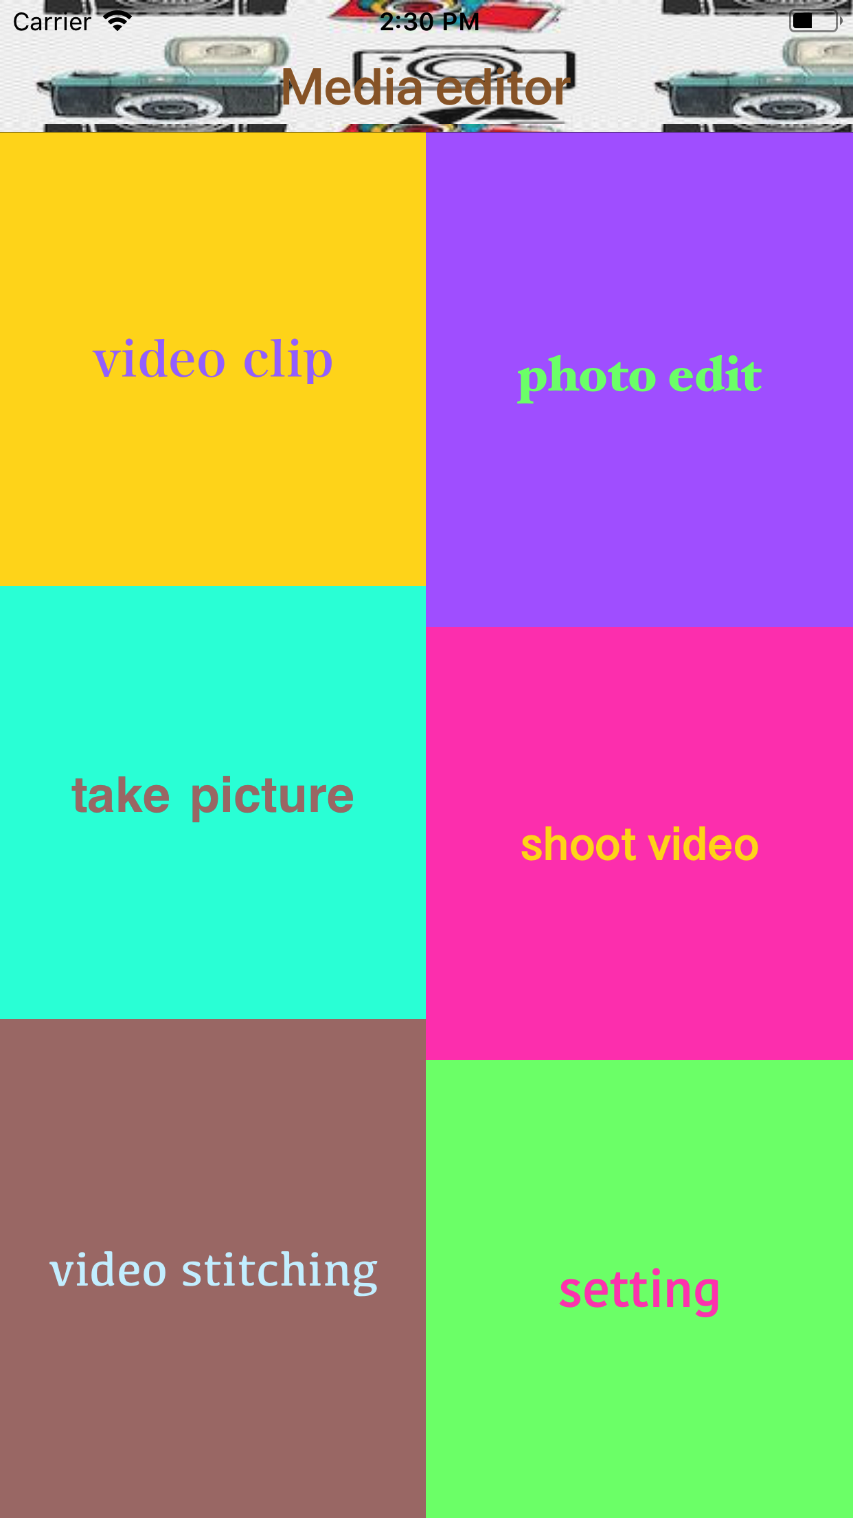 Carrier 2:30 PM
Media editor
video clip
photo edit
take picture
shoot video
video stitching
setting